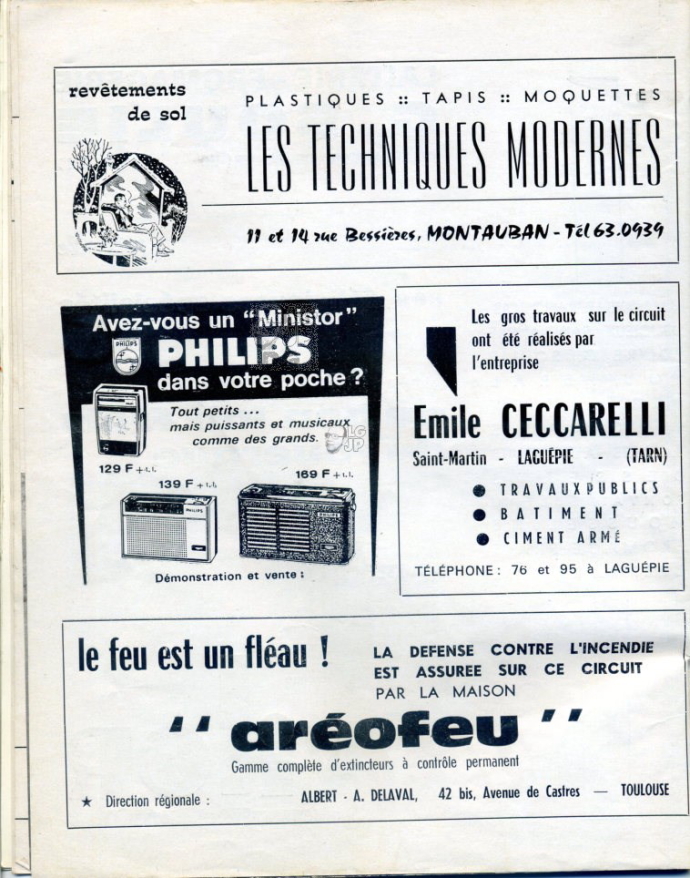 revêtements
de sol
PLASTIQUES :: TAPIS :: MOQUETTES
LES TECHNIQUES MODERNES
11 et 14 rue Bessières, MONTAUBAN - Tél 63.0939
Avez-vous un "Ministor"
PHILIPS
PHILIPS
dans votre poche ?
Tout petits ...
mais puissants et musicaux
comme des grands.
LG
JP
129 F + t.l.
139 F + t.l.
169 F + t.l.
PHILIPS
PHILIPS
Démonstration et vente :
Les gros travaux sur le circuit
ont été réalisés par
l'entreprise
Emile CECCARELLI
Saint-Martin - LAGUÉPIE - (TARN)
● TRAVAUX PUBLICS
● BATIMENT
● CIMENT ARMÉ
TÉLÉPHONE : 76 et 95 à LAGUÉPIE
le feu est un fléau !
LA DEFENSE CONTRE L'INCENDIE
EST ASSUREE SUR CE CIRCUIT
PAR LA MAISON
"aréofeu"
Gamme complète d'extincteurs à contrôle permanent
★ Direction régionale : ALBERT - A. DELAVAL, 42 bis, Avenue de Castres — TOULOUSE